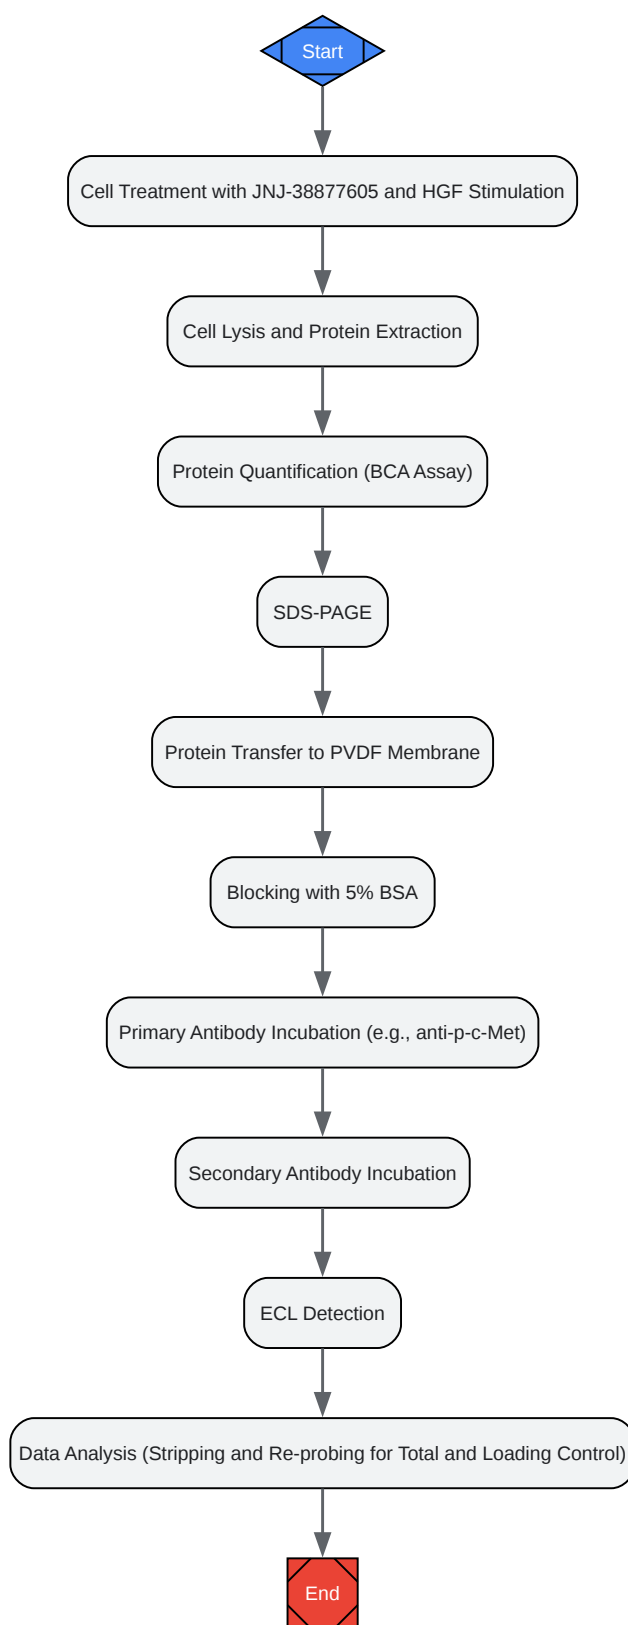 Start
Cell Treatment with JNJ-38877605 and HGF Stimulation
Cell Lysis and Protein Extraction
Protein Quantification (BCA Assay)
SDS-PAGE
Protein Transfer to PVDF Membrane
Blocking with 5% BSA
Primary Antibody Incubation (e.g., anti-p-c-Met)
Secondary Antibody Incubation
ECL Detection
Data Analysis (Stripping and Re-probing for Total and Loading Control)
End